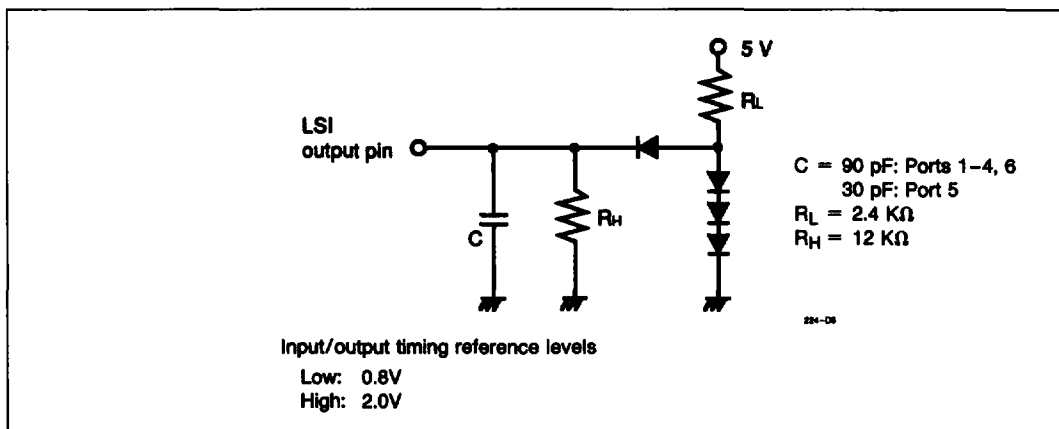 5 V
RL
LSI
output pin
C
RH
C = 90 pF: Ports 1–4, 6
30 pF: Port 5
RL = 2.4 KΩ
RH = 12 KΩ
Input/output timing reference levels
Low: 0.8V
High: 2.0V